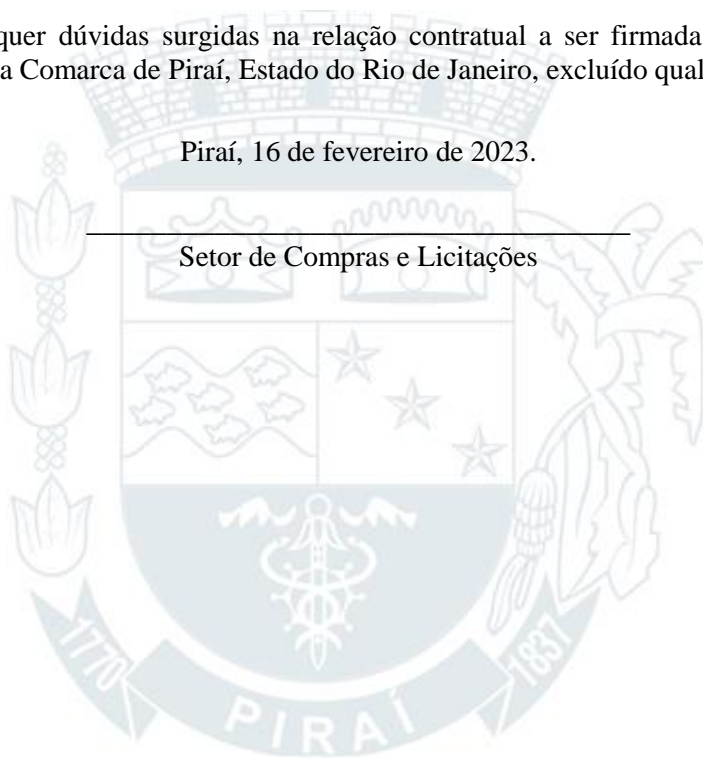 quer dúvidas surgidas na relação contratual a ser firmada
a Comarca de Piraí, Estado do Rio de Janeiro, excluído qual
Piraí, 16 de fevereiro de 2023.
Setor de Compras e Licitações
1770
PIRAÍ
1837